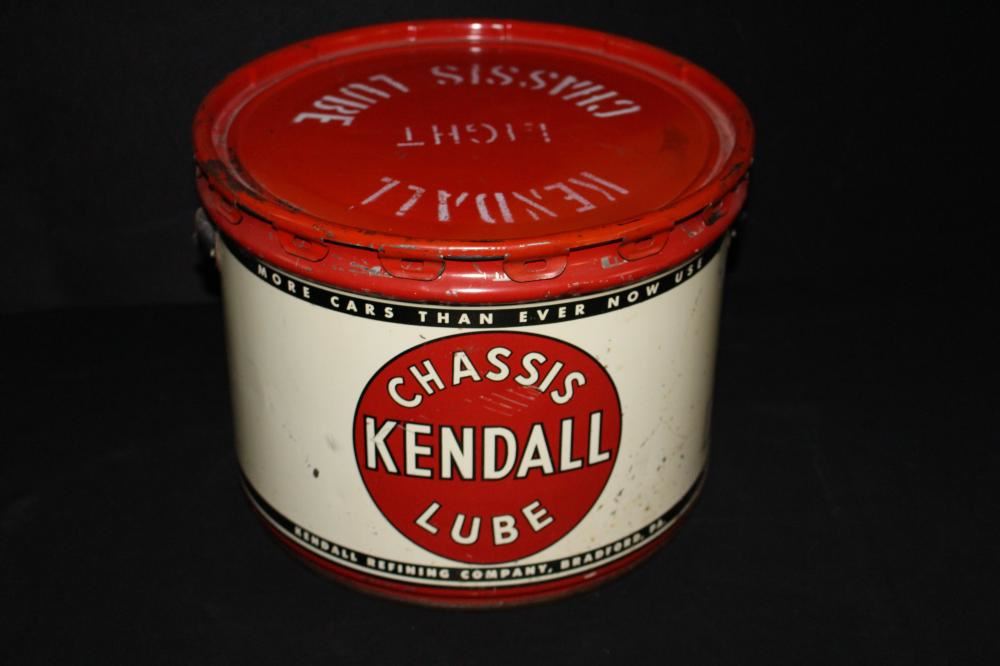 CHASSIS LUBE
LIGHT
KENDALL
MORE CARS THAN EVER NOW USE
CHASSIS
KENDALL
LUBE
KENDALL REFINING COMPANY, BRADFORD, PA.